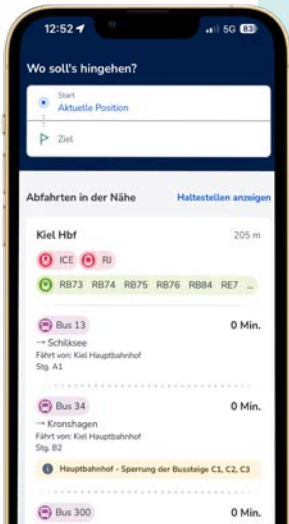 12:52 5G 83
Wo soll's hingehen?
Start
Aktuelle Position
Ziel
Abfahrten in der Nähe Haltestellen anzeigen
Kiel Hbf 205 m
ICE RJ
RB73 RB74 RB75 RB76 RB84 RE7 ...
Bus 13 0 Min.
→ Schilksee
Fährt von: Kiel Hauptbahnhof
Stg. A1
Bus 34 0 Min.
→ Kronshagen
Fährt von: Kiel Hauptbahnhof
Stg. B2
Hauptbahnhof - Sperrung der Bussteige C1, C2, C3
Bus 300 0 Min.